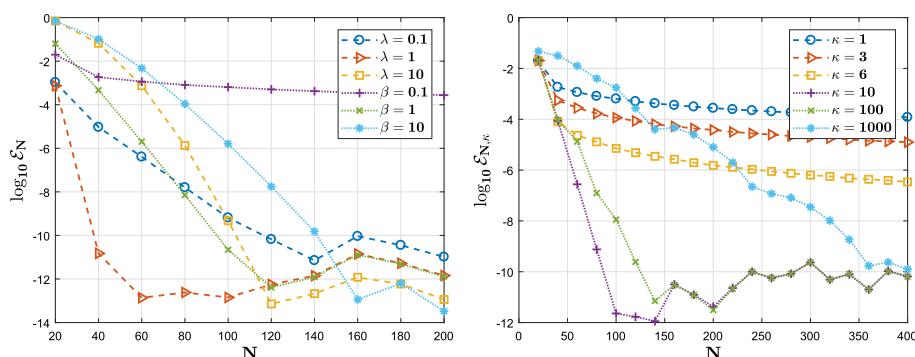 0
-2
-4
-6
-8
-10
-12
-14
log₁₀ 𝓔_N
20 40 60 80 100 120 140 160 180 200
N
λ = 0.1
λ = 1
λ = 10
β = 0.1
β = 1
β = 10
0
-2
-4
-6
-8
-10
-12
log₁₀ 𝓔_{N,κ}
0 50 100 150 200 250 300 350 400
N
κ = 1
κ = 3
κ = 6
κ = 10
κ = 100
κ = 1000